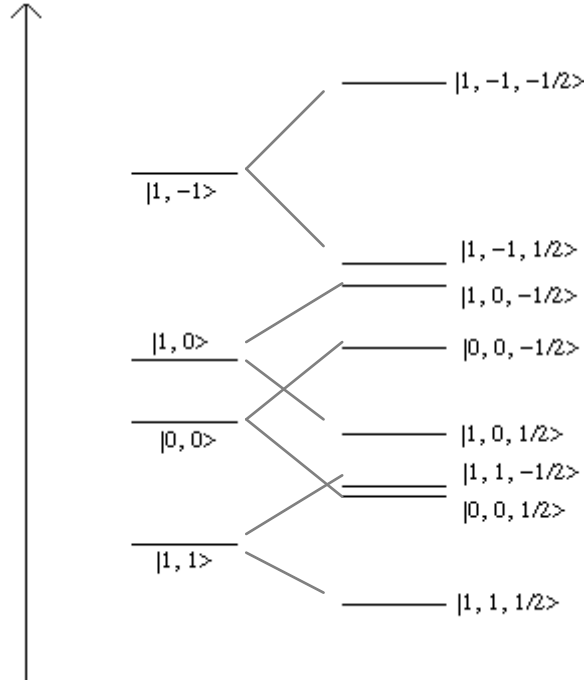 |1, −1, −1/2>
|1, −1>
|1, −1, 1/2>
|1, 0, −1/2>
|1, 0>
|0, 0, −1/2>
|0, 0>
|1, 0, 1/2>
|1, 1, −1/2>
|0, 0, 1/2>
|1, 1>
|1, 1, 1/2>